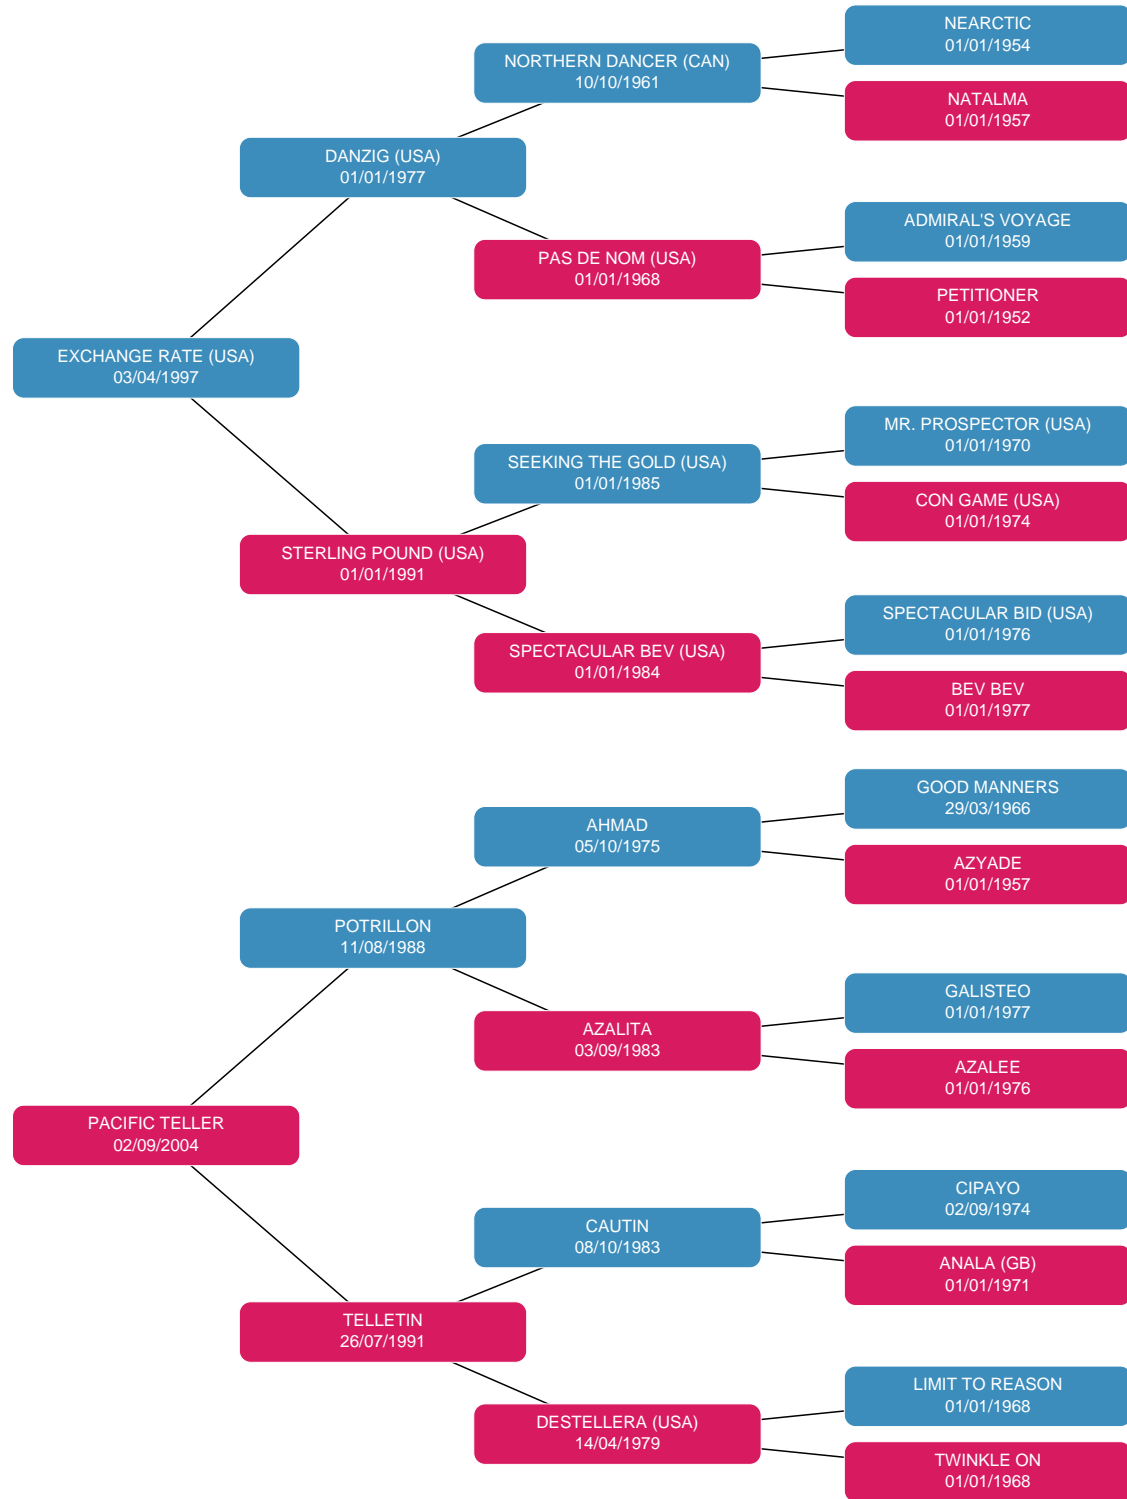 NEARCTIC
01/01/1954
NORTHERN DANCER (CAN)
10/10/1961
NATALMA
01/01/1957
DANZIG (USA)
01/01/1977
ADMIRAL'S VOYAGE
01/01/1959
PAS DE NOM (USA)
01/01/1968
PETITIONER
01/01/1952
EXCHANGE RATE (USA)
03/04/1997
MR. PROSPECTOR (USA)
01/01/1970
SEEKING THE GOLD (USA)
01/01/1985
CON GAME (USA)
01/01/1974
STERLING POUND (USA)
01/01/1991
SPECTACULAR BID (USA)
01/01/1976
SPECTACULAR BEV (USA)
01/01/1984
BEV BEV
01/01/1977
GOOD MANNERS
29/03/1966
AHMAD
05/10/1975
AZYADE
01/01/1957
POTRILLON
11/08/1988
GALISTEO
01/01/1977
AZALITA
03/09/1983
AZALEE
01/01/1976
PACIFIC TELLER
02/09/2004
CIPAYO
02/09/1974
CAUTIN
08/10/1983
ANALA (GB)
01/01/1971
TELLETIN
26/07/1991
LIMIT TO REASON
01/01/1968
DESTELLERA (USA)
14/04/1979
TWINKLE ON
01/01/1968